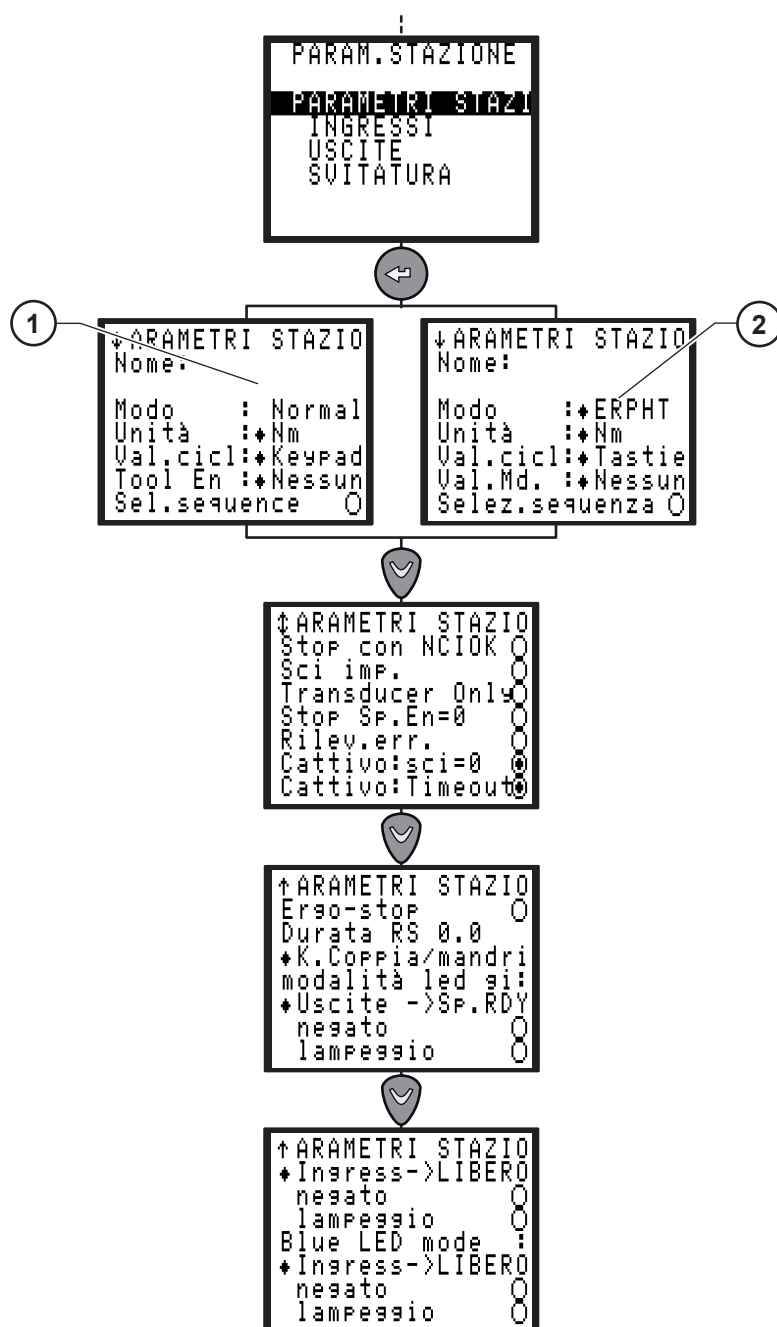 PARAM.STAZIONE
PARAMETRI STAZI
INGRESSI
USCITE
SVITATURA
1
ARAMETRI STAZIO
Nome:
Modo : Normal
Unità : Nm
Val.cicl: Keypad
Tool En : Nessun
Sel.sequence
2
ARAMETRI STAZIO
Nome:
Modo : ERPHT
Unità : Nm
Val.cicl: Tastie
Val.Md. : Nessun
Selez.sequenza
ARAMETRI STAZIO
Stop con NCIOK
Sci imp.
Transducer Only
Stop Sp.En=0
Rilev.err.
Cattivo:sci=0
Cattivo:Timeout
ARAMETRI STAZIO
Ergo-stop
Durata RS 0.0
K.Coppia/mandri
modalità led gi:
Uscite ->Sp.RDY
negato
lampeggio
ARAMETRI STAZIO
Ingress->LIBERO
negato
lampeggio
Blue LED mode :
Ingress->LIBERO
negato
lampeggio